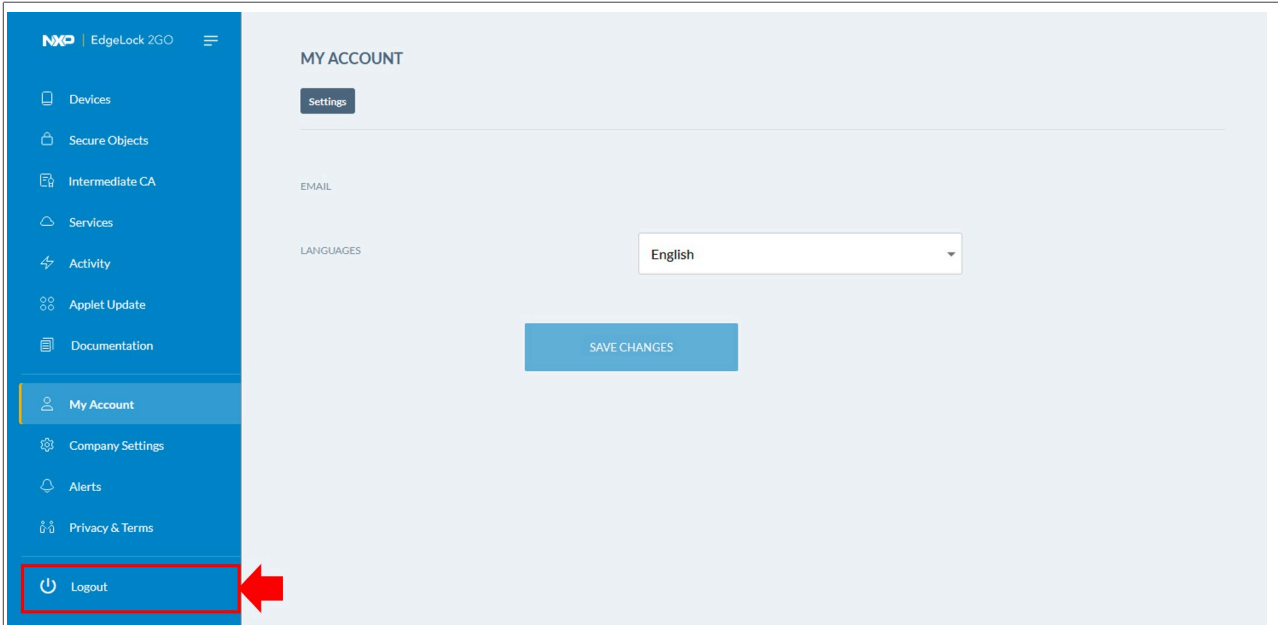 NXP | EdgeLock 2GO
Devices
Secure Objects
Intermediate CA
Services
Activity
Applet Update
Documentation
My Account
Company Settings
Alerts
Privacy & Terms
Logout
MY ACCOUNT
Settings
EMAIL
LANGUAGES
English
SAVE CHANGES